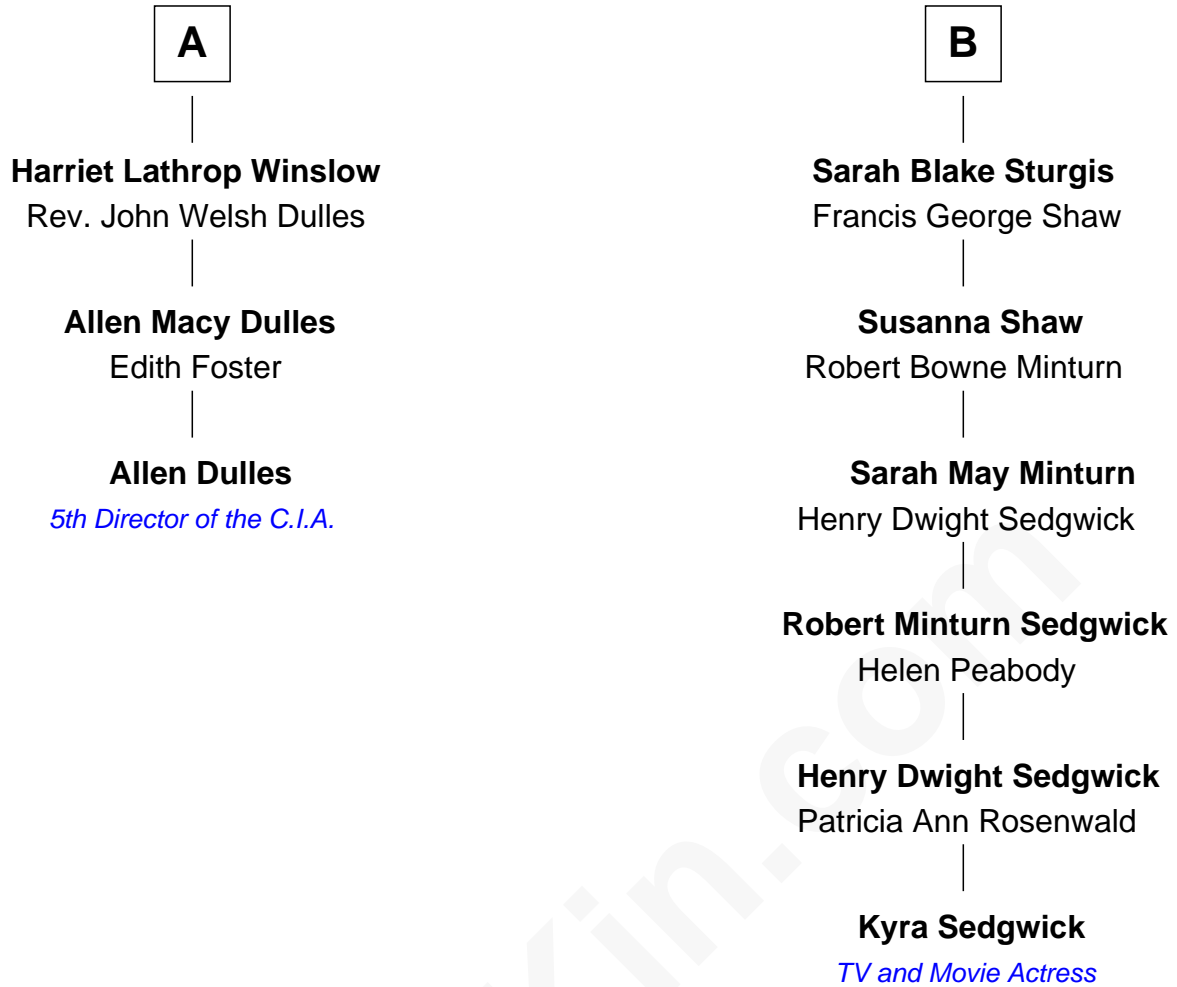 A
Harriet Lathrop Winslow
Rev. John Welsh Dulles
Allen Macy Dulles
Edith Foster
Allen Dulles
5th Director of the C.I.A.
B
Sarah Blake Sturgis
Francis George Shaw
Susanna Shaw
Robert Bowne Minturn
Sarah May Minturn
Henry Dwight Sedgwick
Robert Minturn Sedgwick
Helen Peabody
Henry Dwight Sedgwick
Patricia Ann Rosenwald
Kyra Sedgwick
TV and Movie Actress